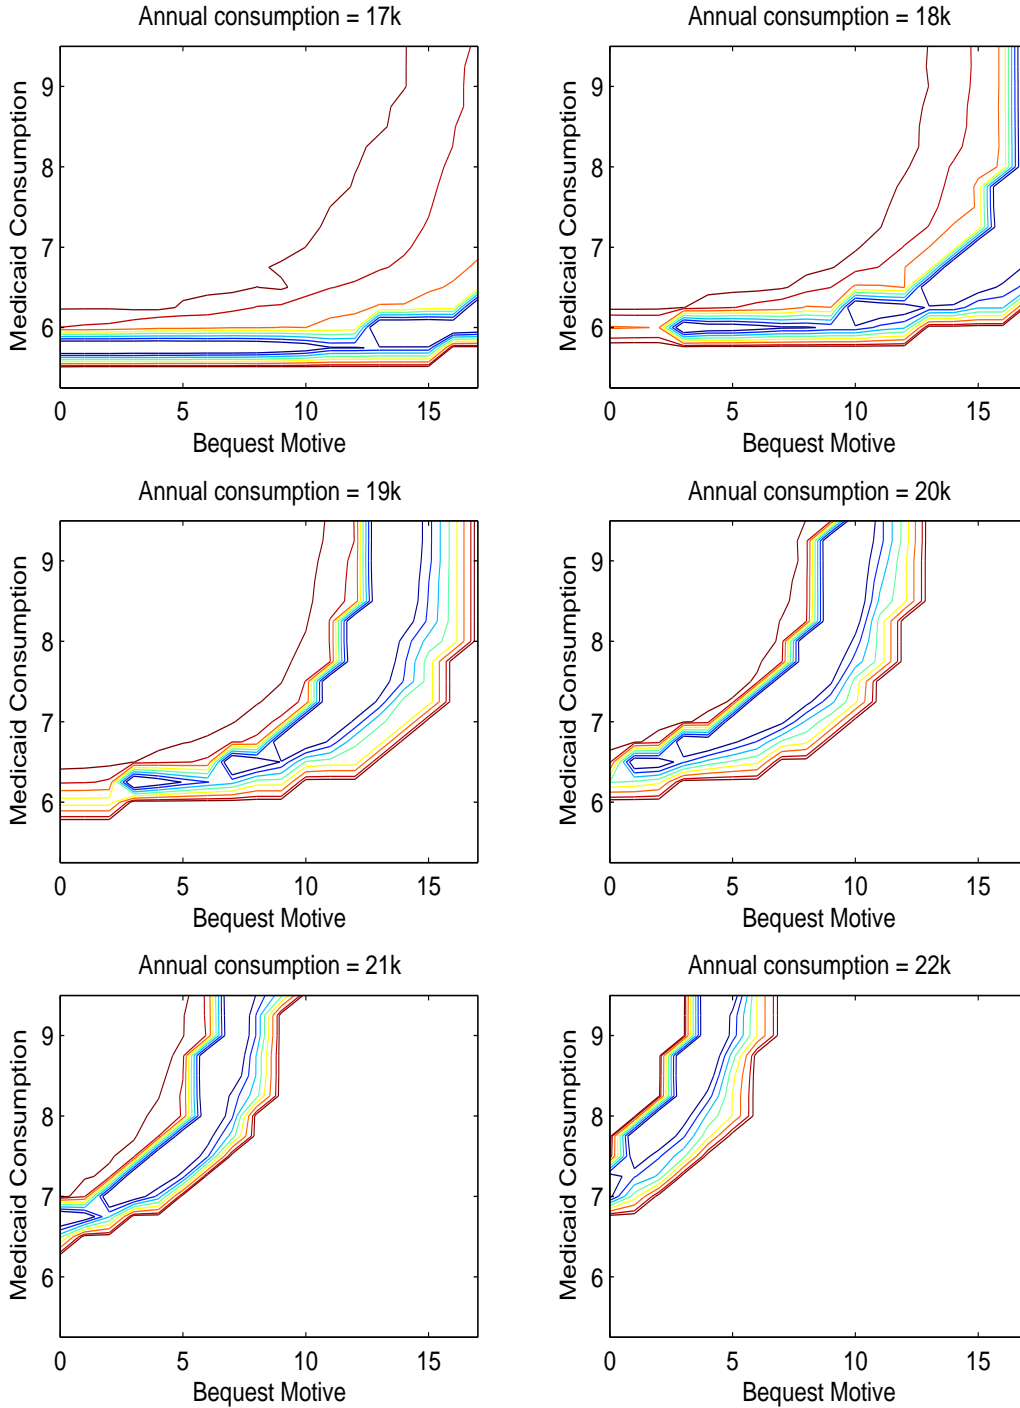 Annual consumption = 17k
Medicaid Consumption
9
8
7
6
0 5 10 15
Bequest Motive
Annual consumption = 18k
Medicaid Consumption
9
8
7
6
0 5 10 15
Bequest Motive
Annual consumption = 19k
Medicaid Consumption
9
8
7
6
0 5 10 15
Bequest Motive
Annual consumption = 20k
Medicaid Consumption
9
8
7
6
0 5 10 15
Bequest Motive
Annual consumption = 21k
Medicaid Consumption
9
8
7
6
0 5 10 15
Bequest Motive
Annual consumption = 22k
Medicaid Consumption
9
8
7
6
0 5 10 15
Bequest Motive